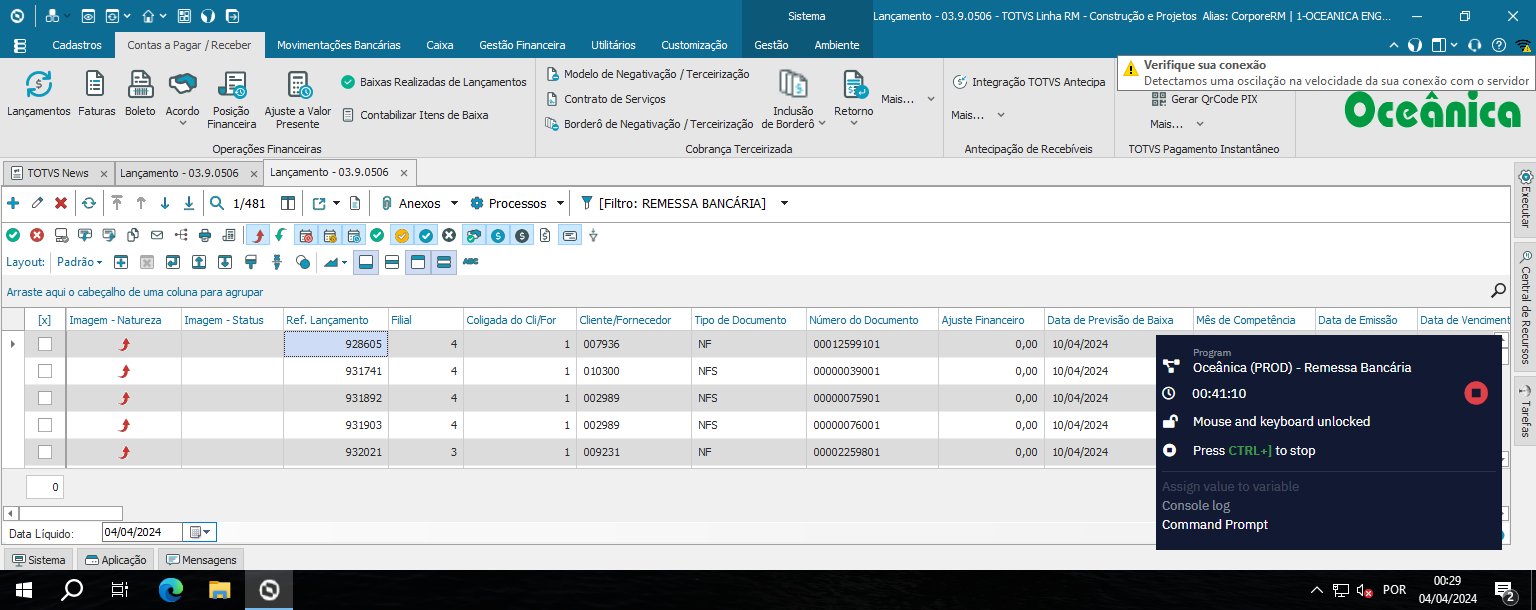 Sistema
Lançamento - 03.9.0506 - TOTVS Linha RM - Construção e Projetos Alias: CorporeRM | 1-OCEANICA ENG...
Cadastros
Contas a Pagar / Receber
Movimentações Bancárias
Caixa
Gestão Financeira
Utilitários
Customização
Gestão
Ambiente
Verifique sua conexão
Detectamos uma oscilação na velocidade da sua conexão com o servidor
Lançamentos
Faturas
Boleto
Acordo
Posição
Financeira
Ajuste a Valor
Presente
Baixas Realizadas de Lançamentos
Contabilizar Itens de Baixa
Operações Financeiras
Modelo de Negativação / Terceirização
Contrato de Serviços
Borderô de Negativação / Terceirização
Inclusão
de Borderô
Retorno
Mais...
Cobrança Terceirizada
Integração TOTVS Antecipa
Mais...
Antecipação de Recebíveis
Gerar QrCode PIX
Mais...
TOTVS Pagamento Instantâneo
Oceânica
TOTVS News
Lançamento - 03.9.0506
Lançamento - 03.9.0506
1/481
Anexos
Processos
[Filtro: REMESSA BANCÁRIA]
Layout:
Padrão
ABC
Arraste aqui o cabeçalho de uma coluna para agrupar
[x] Imagem - Natureza Imagem - Status Ref. Lançamento Filial Coligada do Cli/For Cliente/Fornecedor Tipo de Documento Número do Documento Ajuste Financeiro Data de Previsão de Baixa Mês de Competência Data de Emissão Data de Venciment
928605 4 1 007936 NF 00012599101 0,00 10/04/2024
931741 4 1 010300 NFS 00000039001 0,00 10/04/2024
931892 4 1 002989 NFS 00000075901 0,00 10/04/2024
931903 4 1 002989 NFS 00000076001 0,00 10/04/2024
932021 3 1 009231 NF 00002259801 0,00 10/04/2024
0
Data Líquido:
04/04/2024
Program
Oceânica (PROD) - Remessa Bancária
00:41:10
Mouse and keyboard unlocked
Press CTRL+] to stop
Assign value to variable
Console log
Command Prompt
Executar
Central de Recursos
Tarefas
Sistema
Aplicação
Mensagens
POR
00:29
04/04/2024
2